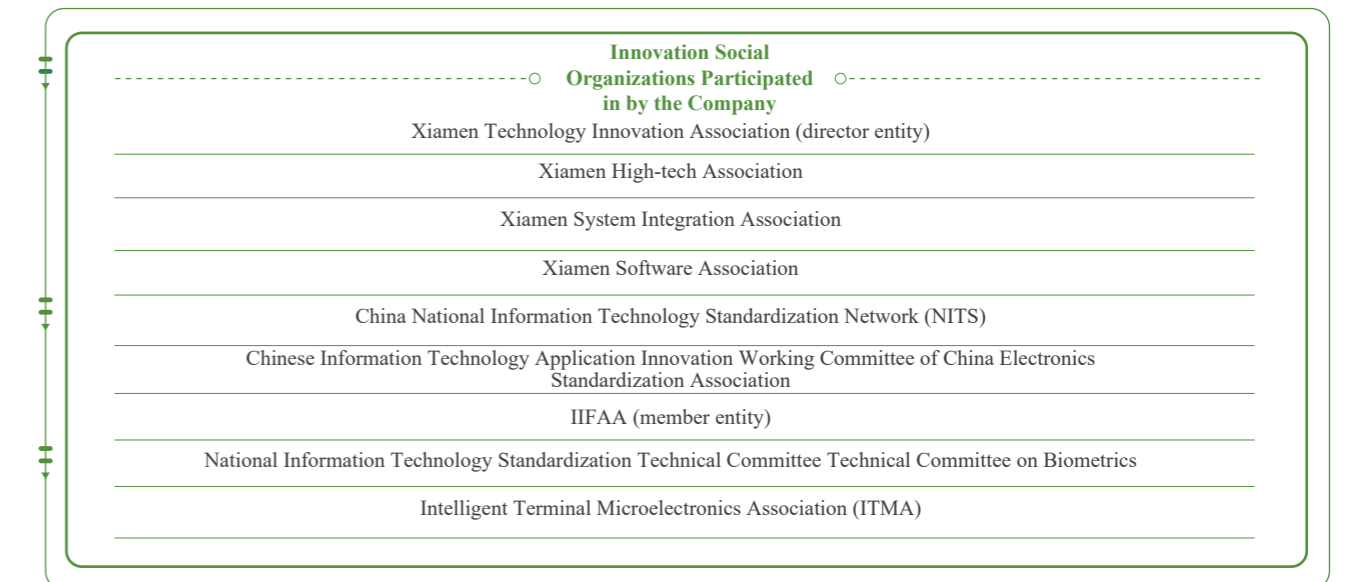 Innovation Social
Organizations Participated
in by the Company
Xiamen Technology Innovation Association (director entity)
Xiamen High-tech Association
Xiamen System Integration Association
Xiamen Software Association
China National Information Technology Standardization Network (NITS)
Chinese Information Technology Application Innovation Working Committee of China Electronics
Standardization Association
IIFAA (member entity)
National Information Technology Standardization Technical Committee Technical Committee on Biometrics
Intelligent Terminal Microelectronics Association (ITMA)